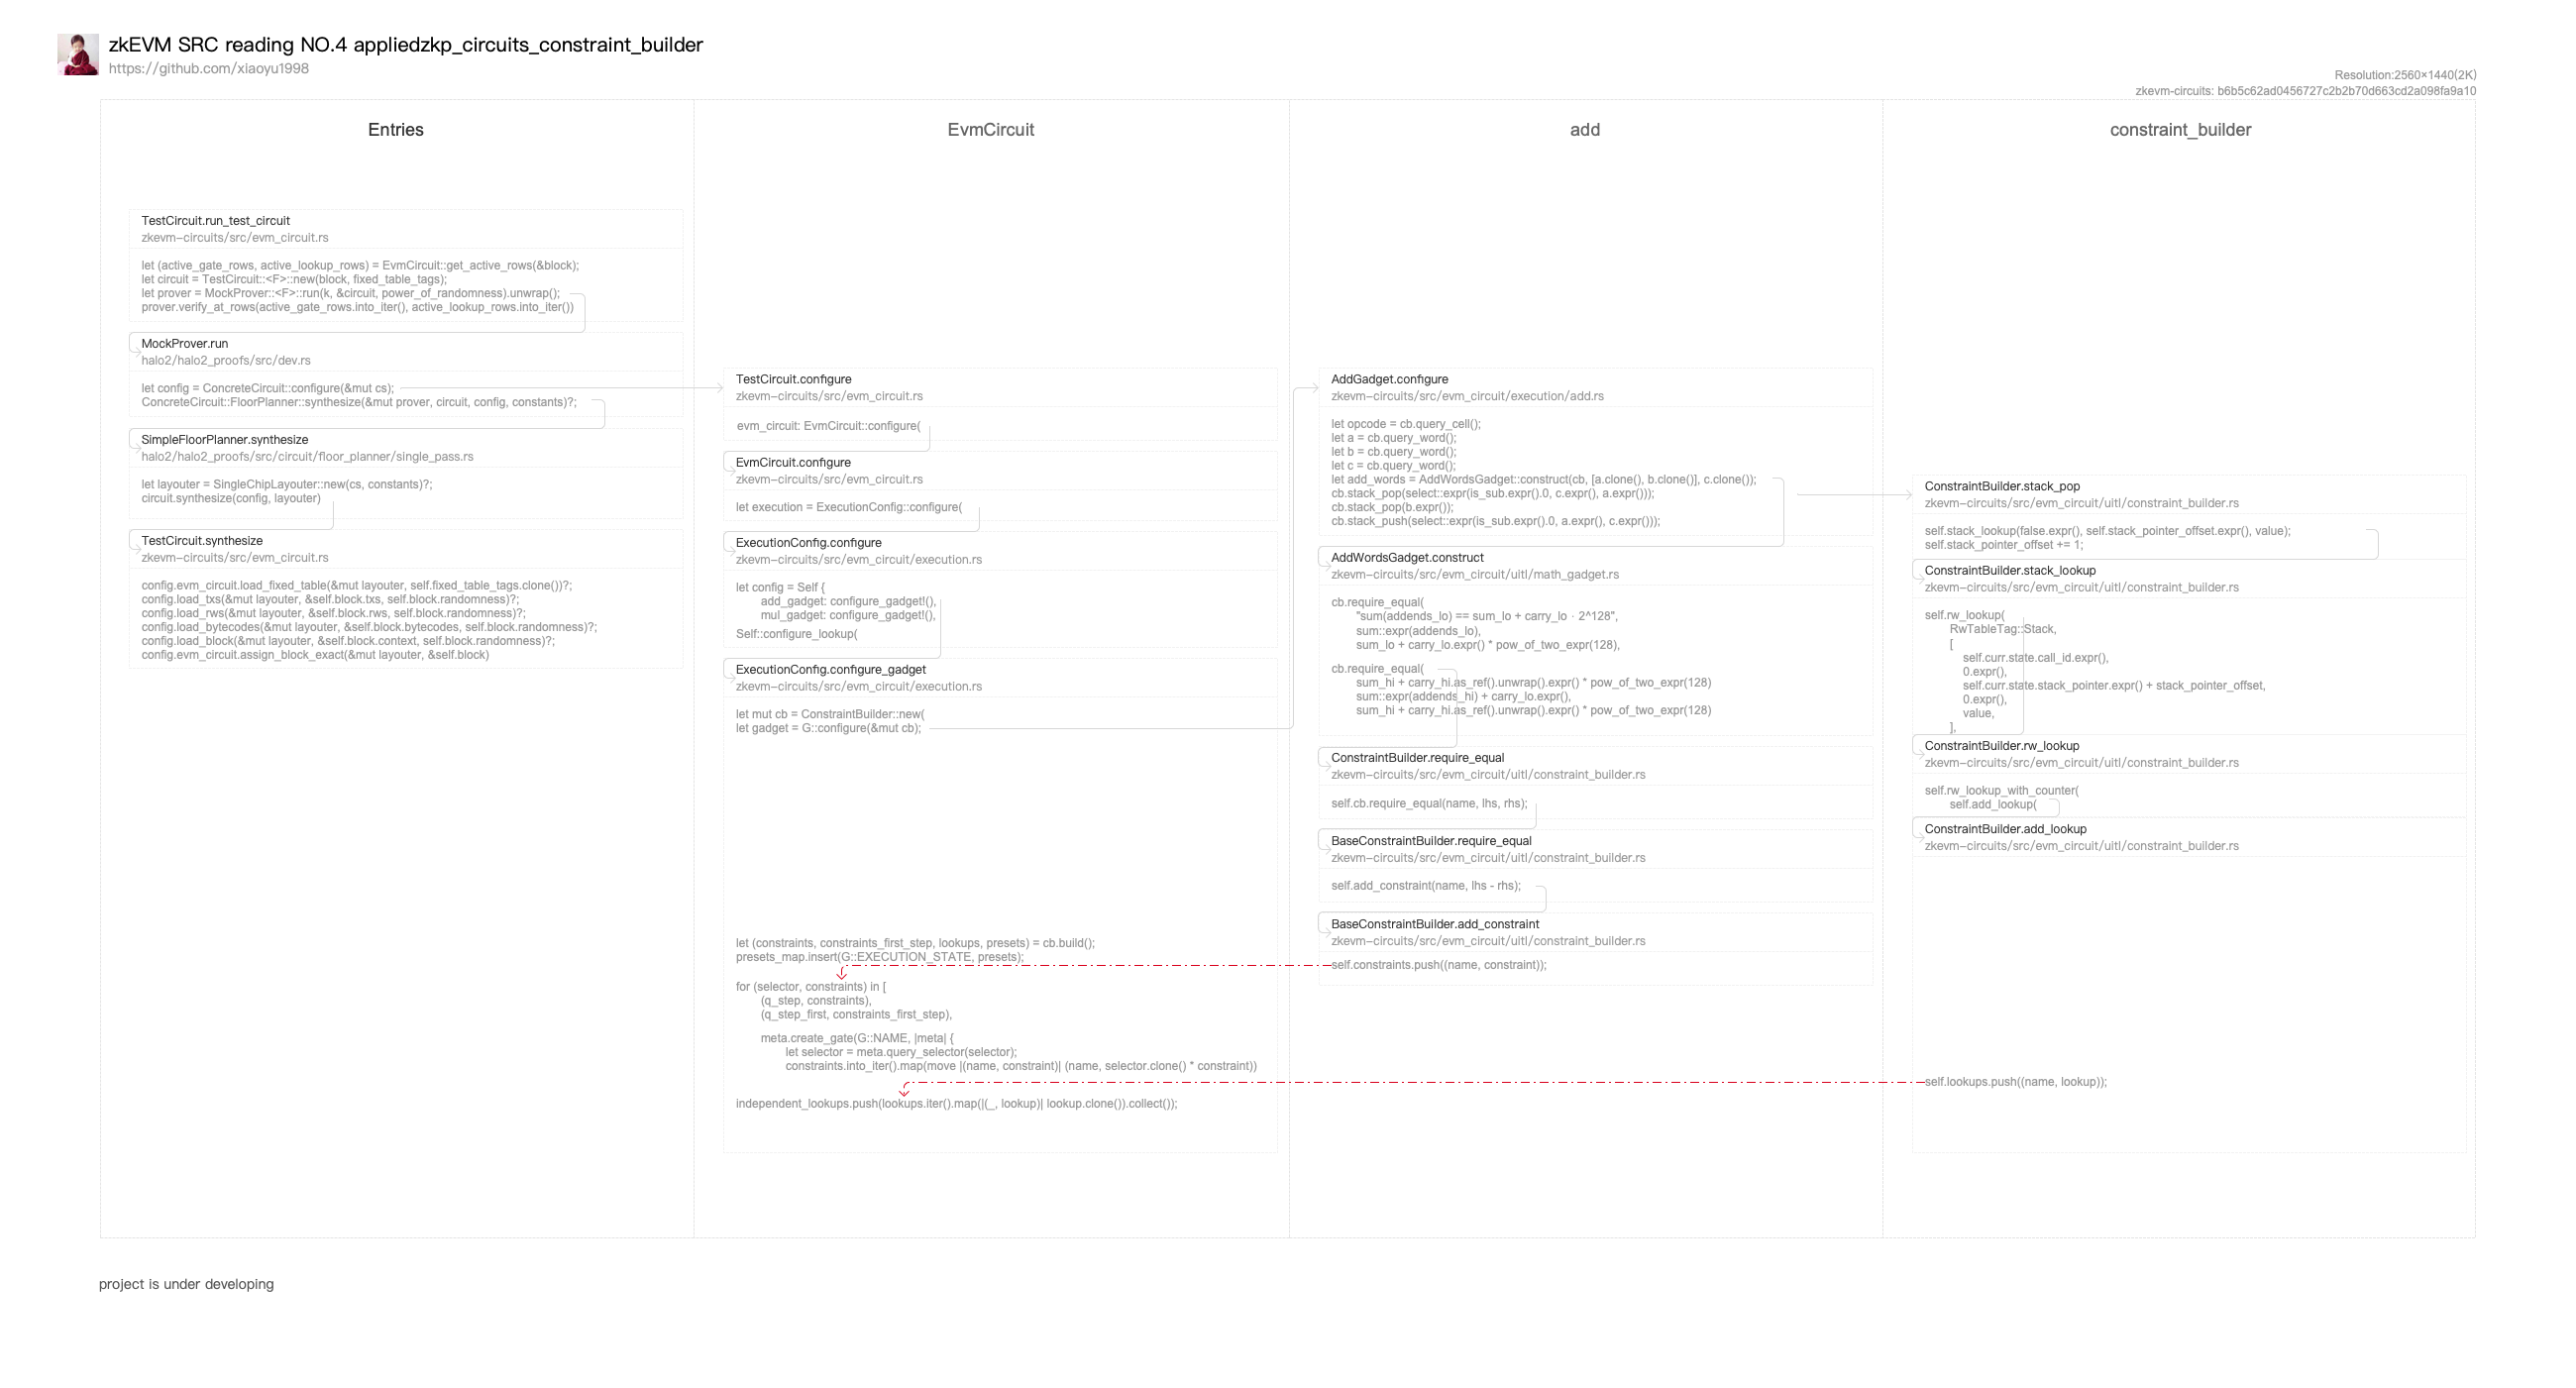 zkEVM SRC reading NO.4 appliedzkp_circuits_constraint_builder
https://github.com/xiaoyu1998
Resolution:2560×1440(2K)
zkevm-circuits: b6b5c62ad0456727c2b2b70d663cd2a098fa9a10
Entries
TestCircuit.run_test_circuit
zkevm-circuits/src/evm_circuit.rs
let (active_gate_rows, active_lookup_rows) = EvmCircuit::get_active_rows(&block);
let circuit = TestCircuit::<F>::new(block, fixed_table_tags);
let prover = MockProver::<F>::run(k, &circuit, power_of_randomness).unwrap();
prover.verify_at_rows(active_gate_rows.into_iter(), active_lookup_rows.into_iter())
MockProver.run
halo2/halo2_proofs/src/dev.rs
let config = ConcreteCircuit::configure(&mut cs);
ConcreteCircuit::FloorPlanner::synthesize(&mut prover, circuit, config, constants)?;
SimpleFloorPlanner.synthesize
halo2/halo2_proofs/src/circuit/floor_planner/single_pass.rs
let layouter = SingleChipLayouter::new(cs, constants)?;
circuit.synthesize(config, layouter)
TestCircuit.synthesize
zkevm-circuits/src/evm_circuit.rs
config.evm_circuit.load_fixed_table(&mut layouter, self.fixed_table_tags.clone())?;
config.load_txs(&mut layouter, &self.block.txs, self.block.randomness)?;
config.load_rws(&mut layouter, &self.block.rws, self.block.randomness)?;
config.load_bytecodes(&mut layouter, &self.block.bytecodes, self.block.randomness)?;
config.load_block(&mut layouter, &self.block.context, self.block.randomness)?;
config.evm_circuit.assign_block_exact(&mut layouter, &self.block)
EvmCircuit
TestCircuit.configure
zkevm-circuits/src/evm_circuit.rs
evm_circuit: EvmCircuit::configure(
EvmCircuit.configure
zkevm-circuits/src/evm_circuit.rs
let execution = ExecutionConfig::configure(
ExecutionConfig.configure
zkevm-circuits/src/evm_circuit/execution.rs
let config = Self {
add_gadget: configure_gadget!(),
mul_gadget: configure_gadget!(),
Self::configure_lookup(
ExecutionConfig.configure_gadget
zkevm-circuits/src/evm_circuit/execution.rs
let mut cb = ConstraintBuilder::new(
let gadget = G::configure(&mut cb);
let (constraints, constraints_first_step, lookups, presets) = cb.build();
presets_map.insert(G::EXECUTION_STATE, presets);
for (selector, constraints) in [
(q_step, constraints),
(q_step_first, constraints_first_step),
meta.create_gate(G::NAME, |meta| {
let selector = meta.query_selector(selector);
constraints.into_iter().map(move |(name, constraint)| (name, selector.clone() * constraint))
independent_lookups.push(lookups.iter().map(|(_, lookup)| lookup.clone()).collect());
add
AddGadget.configure
zkevm-circuits/src/evm_circuit/execution/add.rs
let opcode = cb.query_cell();
let a = cb.query_word();
let b = cb.query_word();
let c = cb.query_word();
let add_words = AddWordsGadget::construct(cb, [a.clone(), b.clone()], c.clone());
cb.stack_pop(select::expr(is_sub.expr().0, c.expr(), a.expr()));
cb.stack_pop(b.expr());
cb.stack_push(select::expr(is_sub.expr().0, a.expr(), c.expr()));
AddWordsGadget.construct
zkevm-circuits/src/evm_circuit/uitl/math_gadget.rs
cb.require_equal(
"sum(addends_lo) == sum_lo + carry_lo · 2^128",
sum::expr(addends_lo),
sum_lo + carry_lo.expr() * pow_of_two_expr(128),
cb.require_equal(
sum_hi + carry_hi.as_ref().unwrap().expr() * pow_of_two_expr(128)
sum::expr(addends_hi) + carry_lo.expr(),
sum_hi + carry_hi.as_ref().unwrap().expr() * pow_of_two_expr(128)
ConstraintBuilder.require_equal
zkevm-circuits/src/evm_circuit/uitl/constraint_builder.rs
self.cb.require_equal(name, lhs, rhs);
BaseConstraintBuilder.require_equal
zkevm-circuits/src/evm_circuit/uitl/constraint_builder.rs
self.add_constraint(name, lhs - rhs);
BaseConstraintBuilder.add_constraint
zkevm-circuits/src/evm_circuit/uitl/constraint_builder.rs
self.constraints.push((name, constraint));
constraint_builder
ConstraintBuilder.stack_pop
zkevm-circuits/src/evm_circuit/uitl/constraint_builder.rs
self.stack_lookup(false.expr(), self.stack_pointer_offset.expr(), value);
self.stack_pointer_offset += 1;
ConstraintBuilder.stack_lookup
zkevm-circuits/src/evm_circuit/uitl/constraint_builder.rs
self.rw_lookup(
RwTableTag::Stack,
[
self.curr.state.call_id.expr(),
0.expr(),
self.curr.state.stack_pointer.expr() + stack_pointer_offset,
0.expr(),
value,
],
ConstraintBuilder.rw_lookup
zkevm-circuits/src/evm_circuit/uitl/constraint_builder.rs
self.rw_lookup_with_counter(
self.add_lookup(
ConstraintBuilder.add_lookup
zkevm-circuits/src/evm_circuit/uitl/constraint_builder.rs
self.lookups.push((name, lookup));
project is under developing